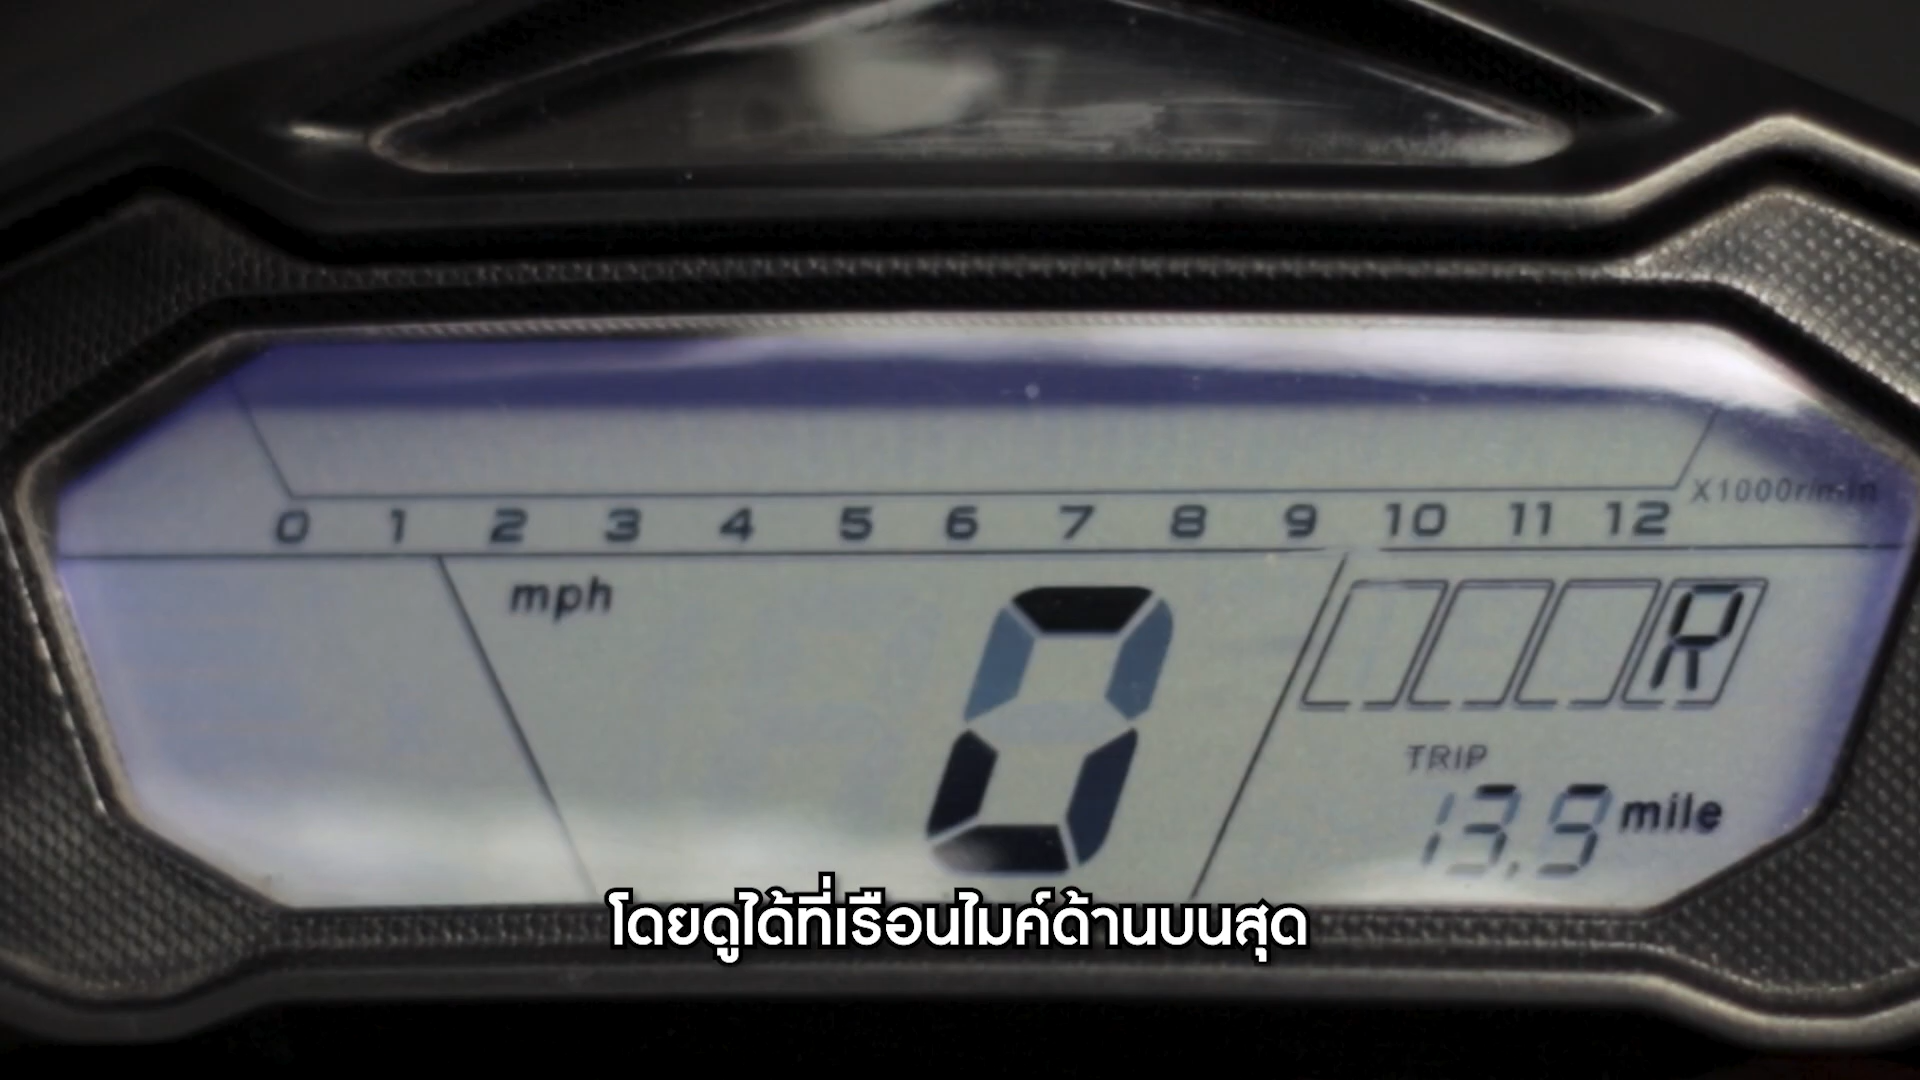 X1000r/min
0 1 2 3 4 5 6 7 8 9 10 11 12
mph
0
R
TRIP
13.9 mile
โดยดูได้ที่เรือนไมค์ด้านบนสุด